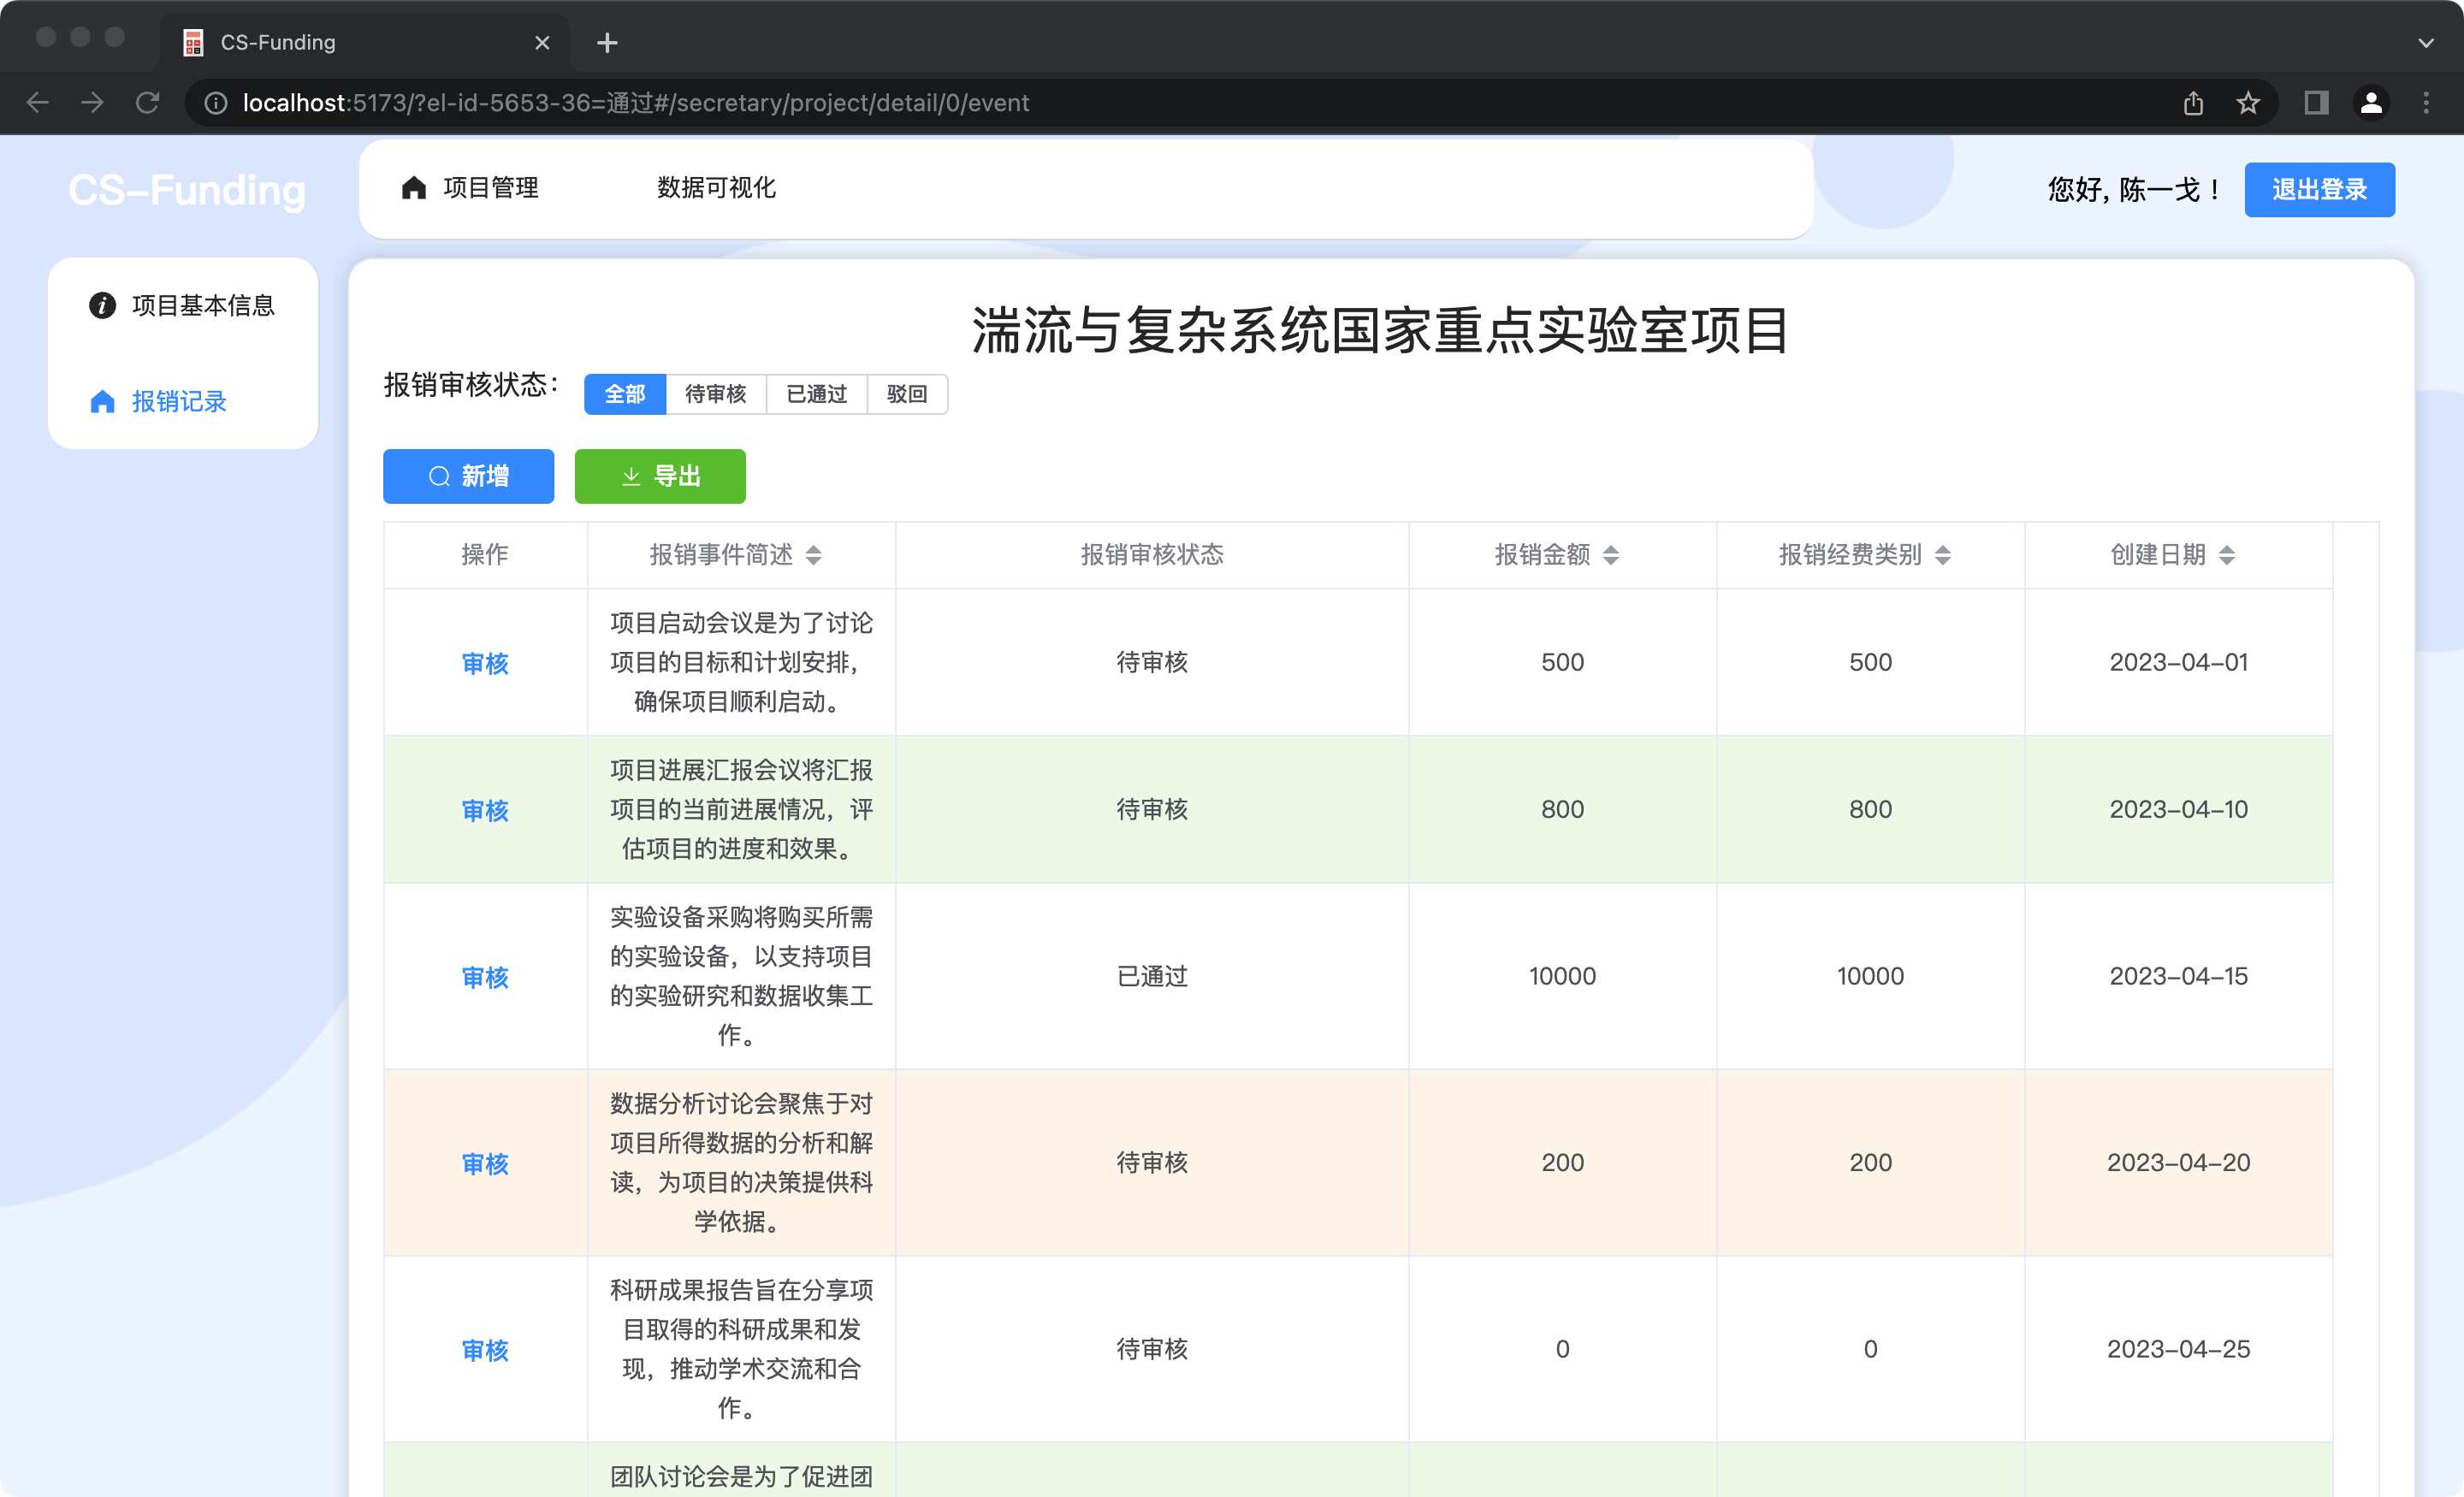 CS-Funding
localhost:5173/?el-id-5653-36=通过#/secretary/project/detail/0/event
CS-Funding
项目管理
数据可视化
您好, 陈一戈！
退出登录
项目基本信息
报销记录
湍流与复杂系统国家重点实验室项目
报销审核状态：
全部
待审核
已通过
驳回
新增
导出
操作
报销事件简述
报销审核状态
报销金额
报销经费类别
创建日期
审核
项目启动会议是为了讨论
项目的目标和计划安排，
确保项目顺利启动。
待审核
500
500
2023-04-01
审核
项目进展汇报会议将汇报
项目的当前进展情况，评
估项目的进度和效果。
待审核
800
800
2023-04-10
审核
实验设备采购将购买所需
的实验设备，以支持项目
的实验研究和数据收集工
作。
已通过
10000
10000
2023-04-15
审核
数据分析讨论会聚焦于对
项目所得数据的分析和解
读，为项目的决策提供科
学依据。
待审核
200
200
2023-04-20
审核
科研成果报告旨在分享项
目取得的科研成果和发
现，推动学术交流和合
作。
待审核
0
0
2023-04-25
团队讨论会是为了促进团